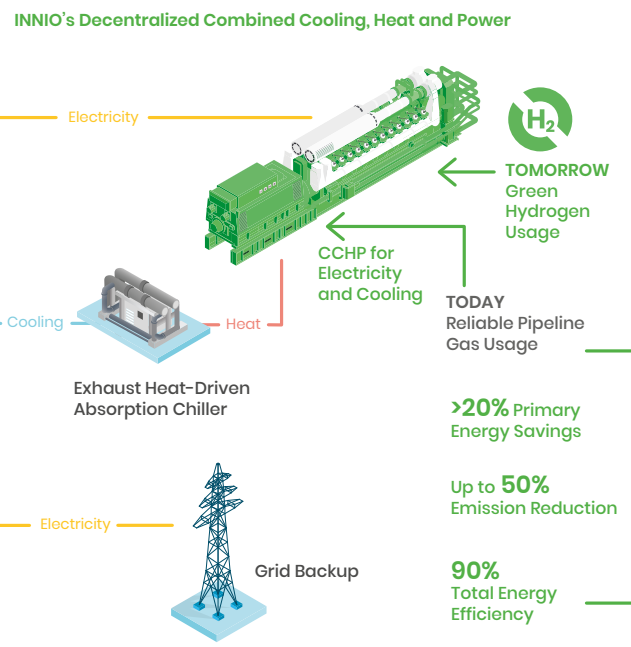 INNIO's Decentralized Combined Cooling, Heat and Power
Electricity
H2
TOMORROW
Green
Hydrogen
Usage
CCHP for
Electricity
and Cooling
TODAY
Reliable Pipeline
Gas Usage
Cooling
Heat
Exhaust Heat-Driven
Absorption Chiller
>20% Primary
Energy Savings
Up to 50%
Emission Reduction
Electricity
Grid Backup
90%
Total Energy
Efficiency